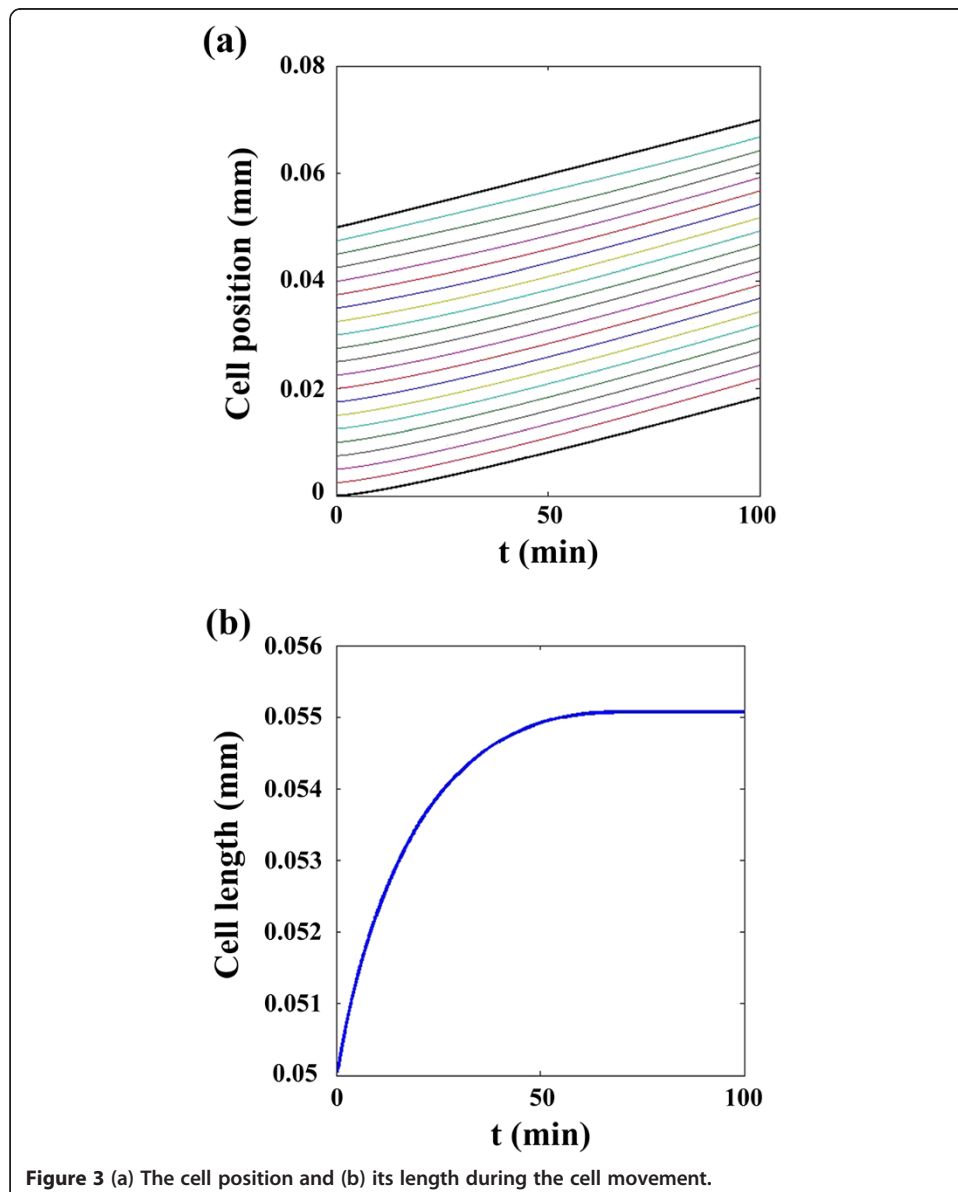 (a)
0.08
0.06
0.04
0.02
0
Cell position (mm)
0
50
100
t (min)
(b)
0.056
0.055
0.054
0.053
0.052
0.051
0.05
Cell length (mm)
0
50
100
t (min)
Figure 3 (a) The cell position and (b) its length during the cell movement.